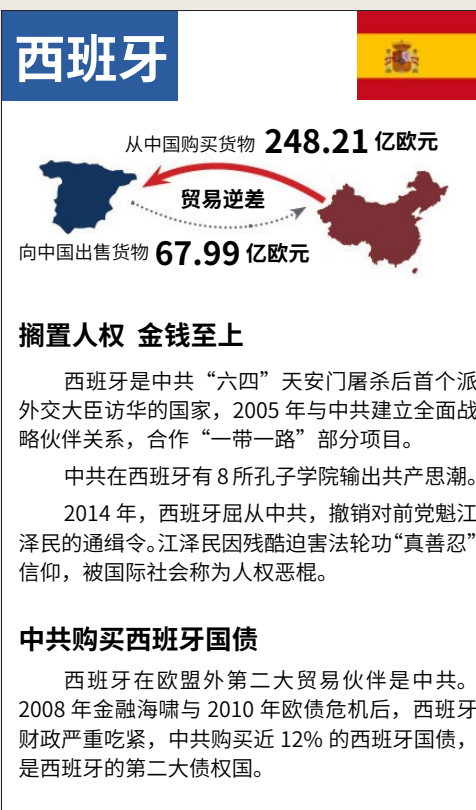 西班牙
从中国购买货物 248.21 亿欧元
贸易逆差
向中国出售货物 67.99 亿欧元
搁置人权 金钱至上
西班牙是中共“六四”天安门屠杀后首个派
外交大臣访华的国家，2005 年与中共建立全面战
略伙伴关系，合作“一带一路”部分项目。
中共在西班牙有 8 所孔子学院输出共产思潮。
2014 年，西班牙屈从中共，撤销对前党魁江
泽民的通缉令。江泽民因残酷迫害法轮功“真善忍”
信仰，被国际社会称为人权恶棍。
中共购买西班牙国债
西班牙在欧盟外第二大贸易伙伴是中共。
2008 年金融海啸与 2010 年欧债危机后，西班牙
财政严重吃紧，中共购买近 12% 的西班牙国债，
是西班牙的第二大债权国。